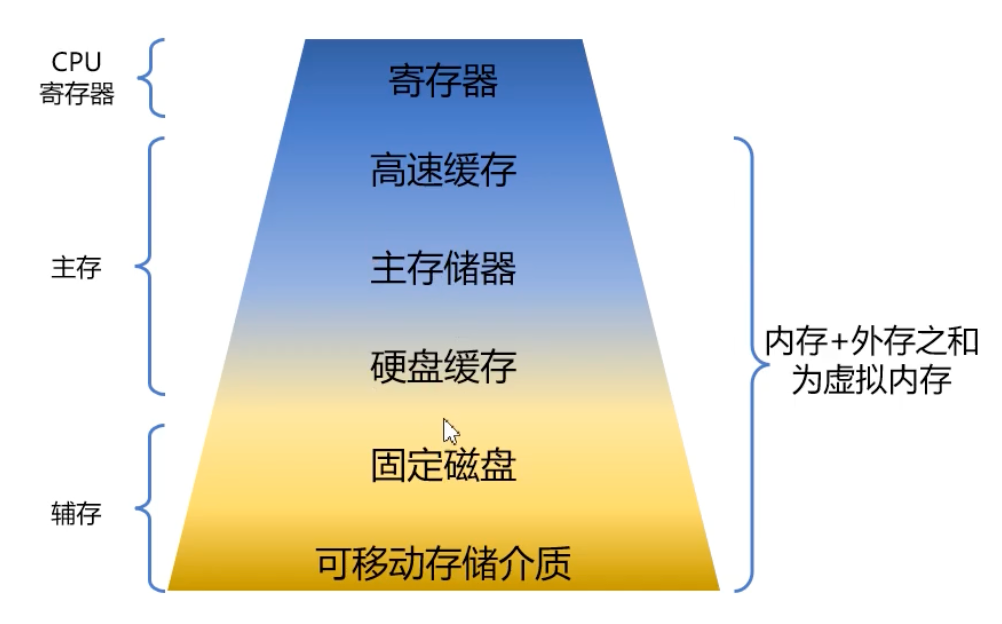 CPU
寄存器
寄存器
高速缓存
主存
主存储器
硬盘缓存
内存+外存之和
为虚拟内存
固定磁盘
辅存
可移动存储介质